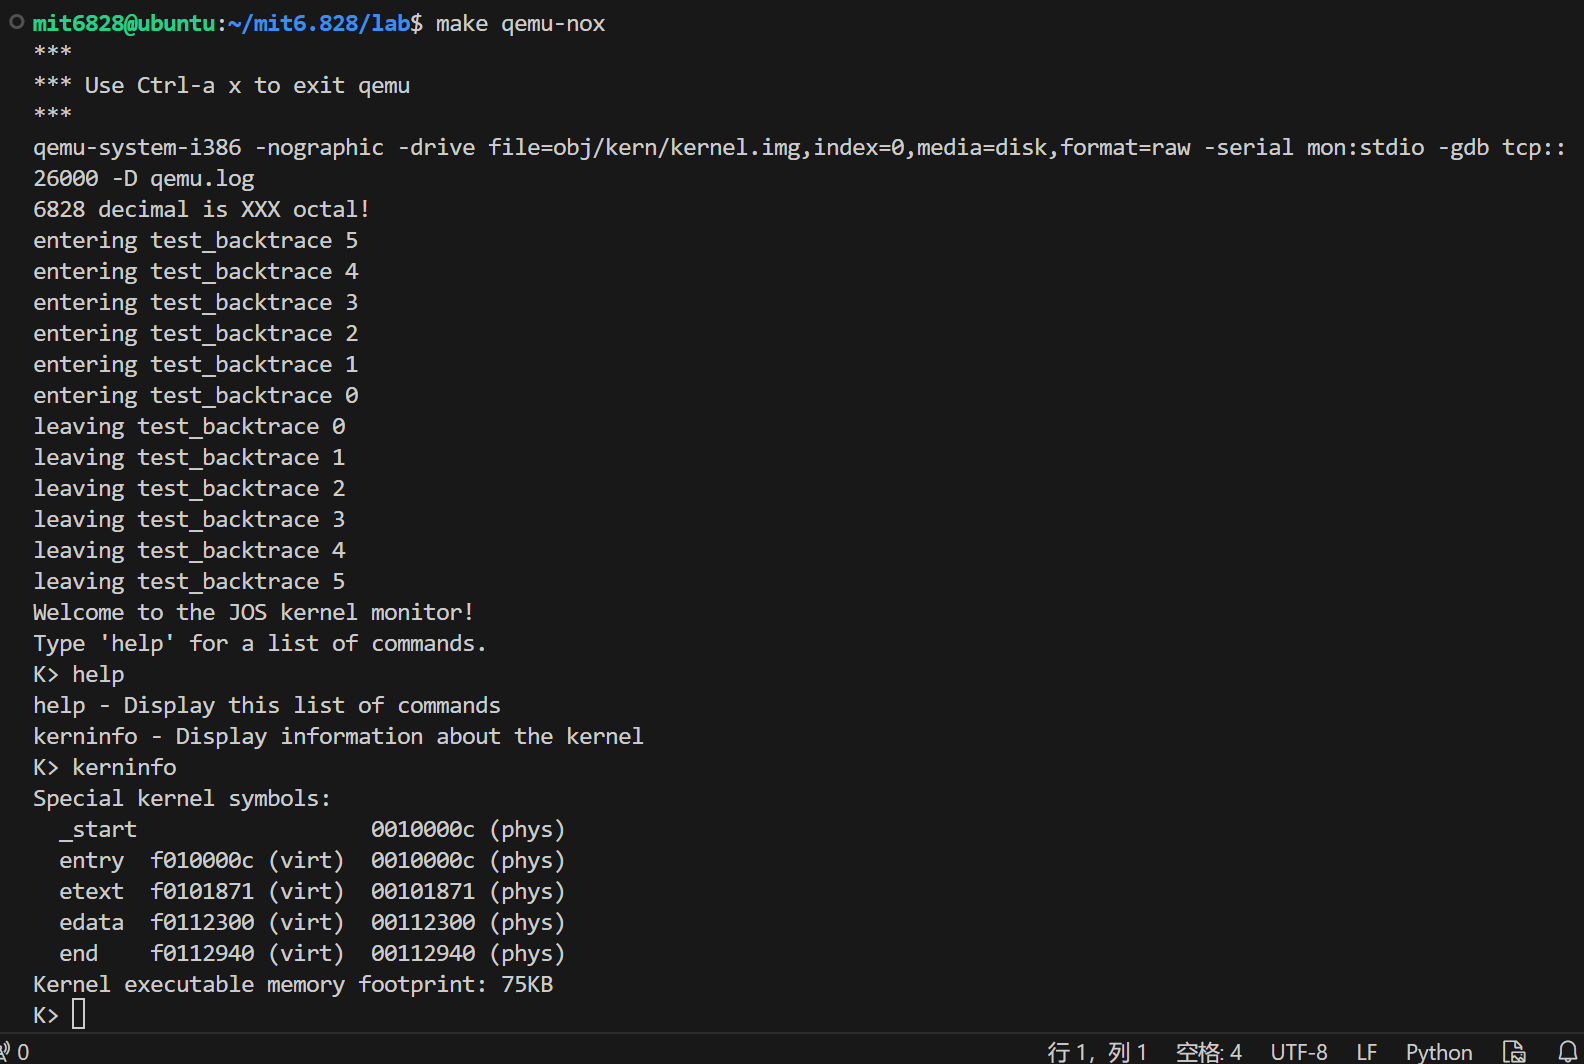 mit6828@ubuntu:~/mit6.828/lab$ make qemu-nox
***
*** Use Ctrl-a x to exit qemu
***
qemu-system-i386 -nographic -drive file=obj/kern/kernel.img,index=0,media=disk,format=raw -serial mon:stdio -gdb tcp::
26000 -D qemu.log
6828 decimal is XXX octal!
entering test_backtrace 5
entering test_backtrace 4
entering test_backtrace 3
entering test_backtrace 2
entering test_backtrace 1
entering test_backtrace 0
leaving test_backtrace 0
leaving test_backtrace 1
leaving test_backtrace 2
leaving test_backtrace 3
leaving test_backtrace 4
leaving test_backtrace 5
Welcome to the JOS kernel monitor!
Type 'help' for a list of commands.
K> help
help - Display this list of commands
kerninfo - Display information about the kernel
K> kerninfo
Special kernel symbols:
  _start                  0010000c (phys)
  entry  f010000c (virt)  0010000c (phys)
  etext  f0101871 (virt)  00101871 (phys)
  edata  f0112300 (virt)  00112300 (phys)
  end    f0112940 (virt)  00112940 (phys)
Kernel executable memory footprint: 75KB
K>
0 行 1，列 1 空格: 4 UTF-8 LF Python